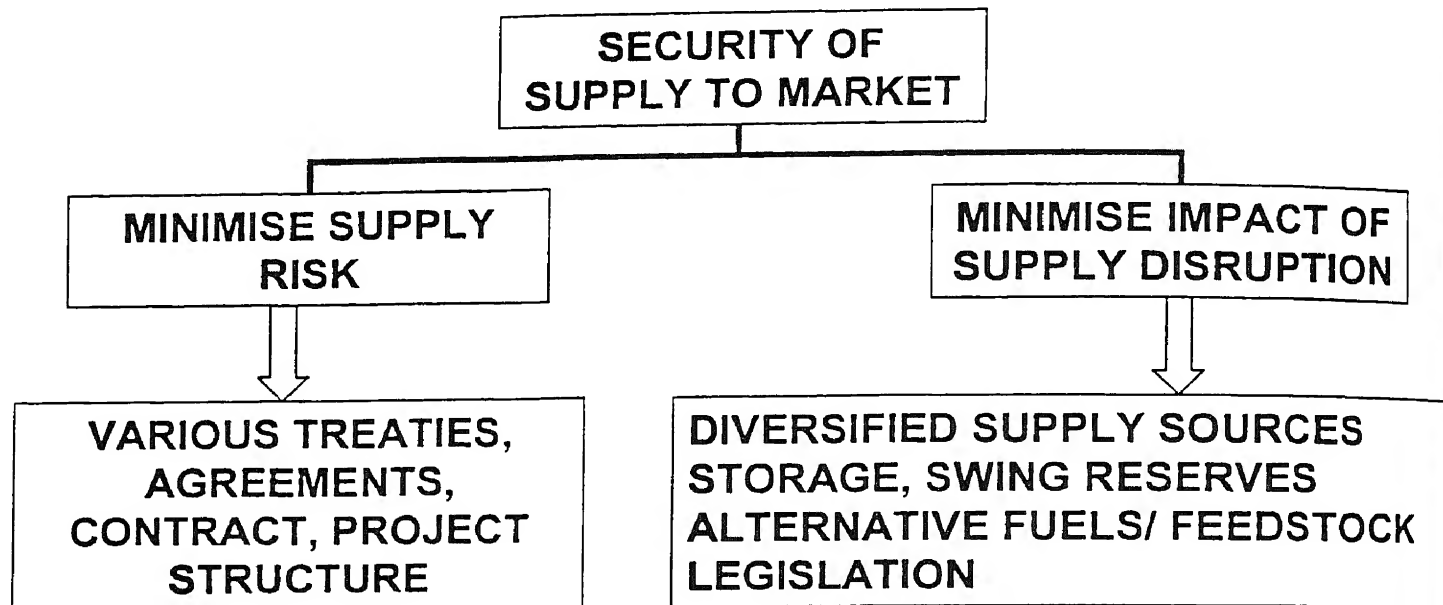 SECURITY OF
SUPPLY TO MARKET
MINIMISE SUPPLY
RISK
MINIMISE IMPACT OF
SUPPLY DISRUPTION
VARIOUS TREATIES,
AGREEMENTS,
CONTRACT, PROJECT
STRUCTURE
DIVERSIFIED SUPPLY SOURCES
STORAGE, SWING RESERVES
ALTERNATIVE FUELS/ FEEDSTOCK
LEGISLATION